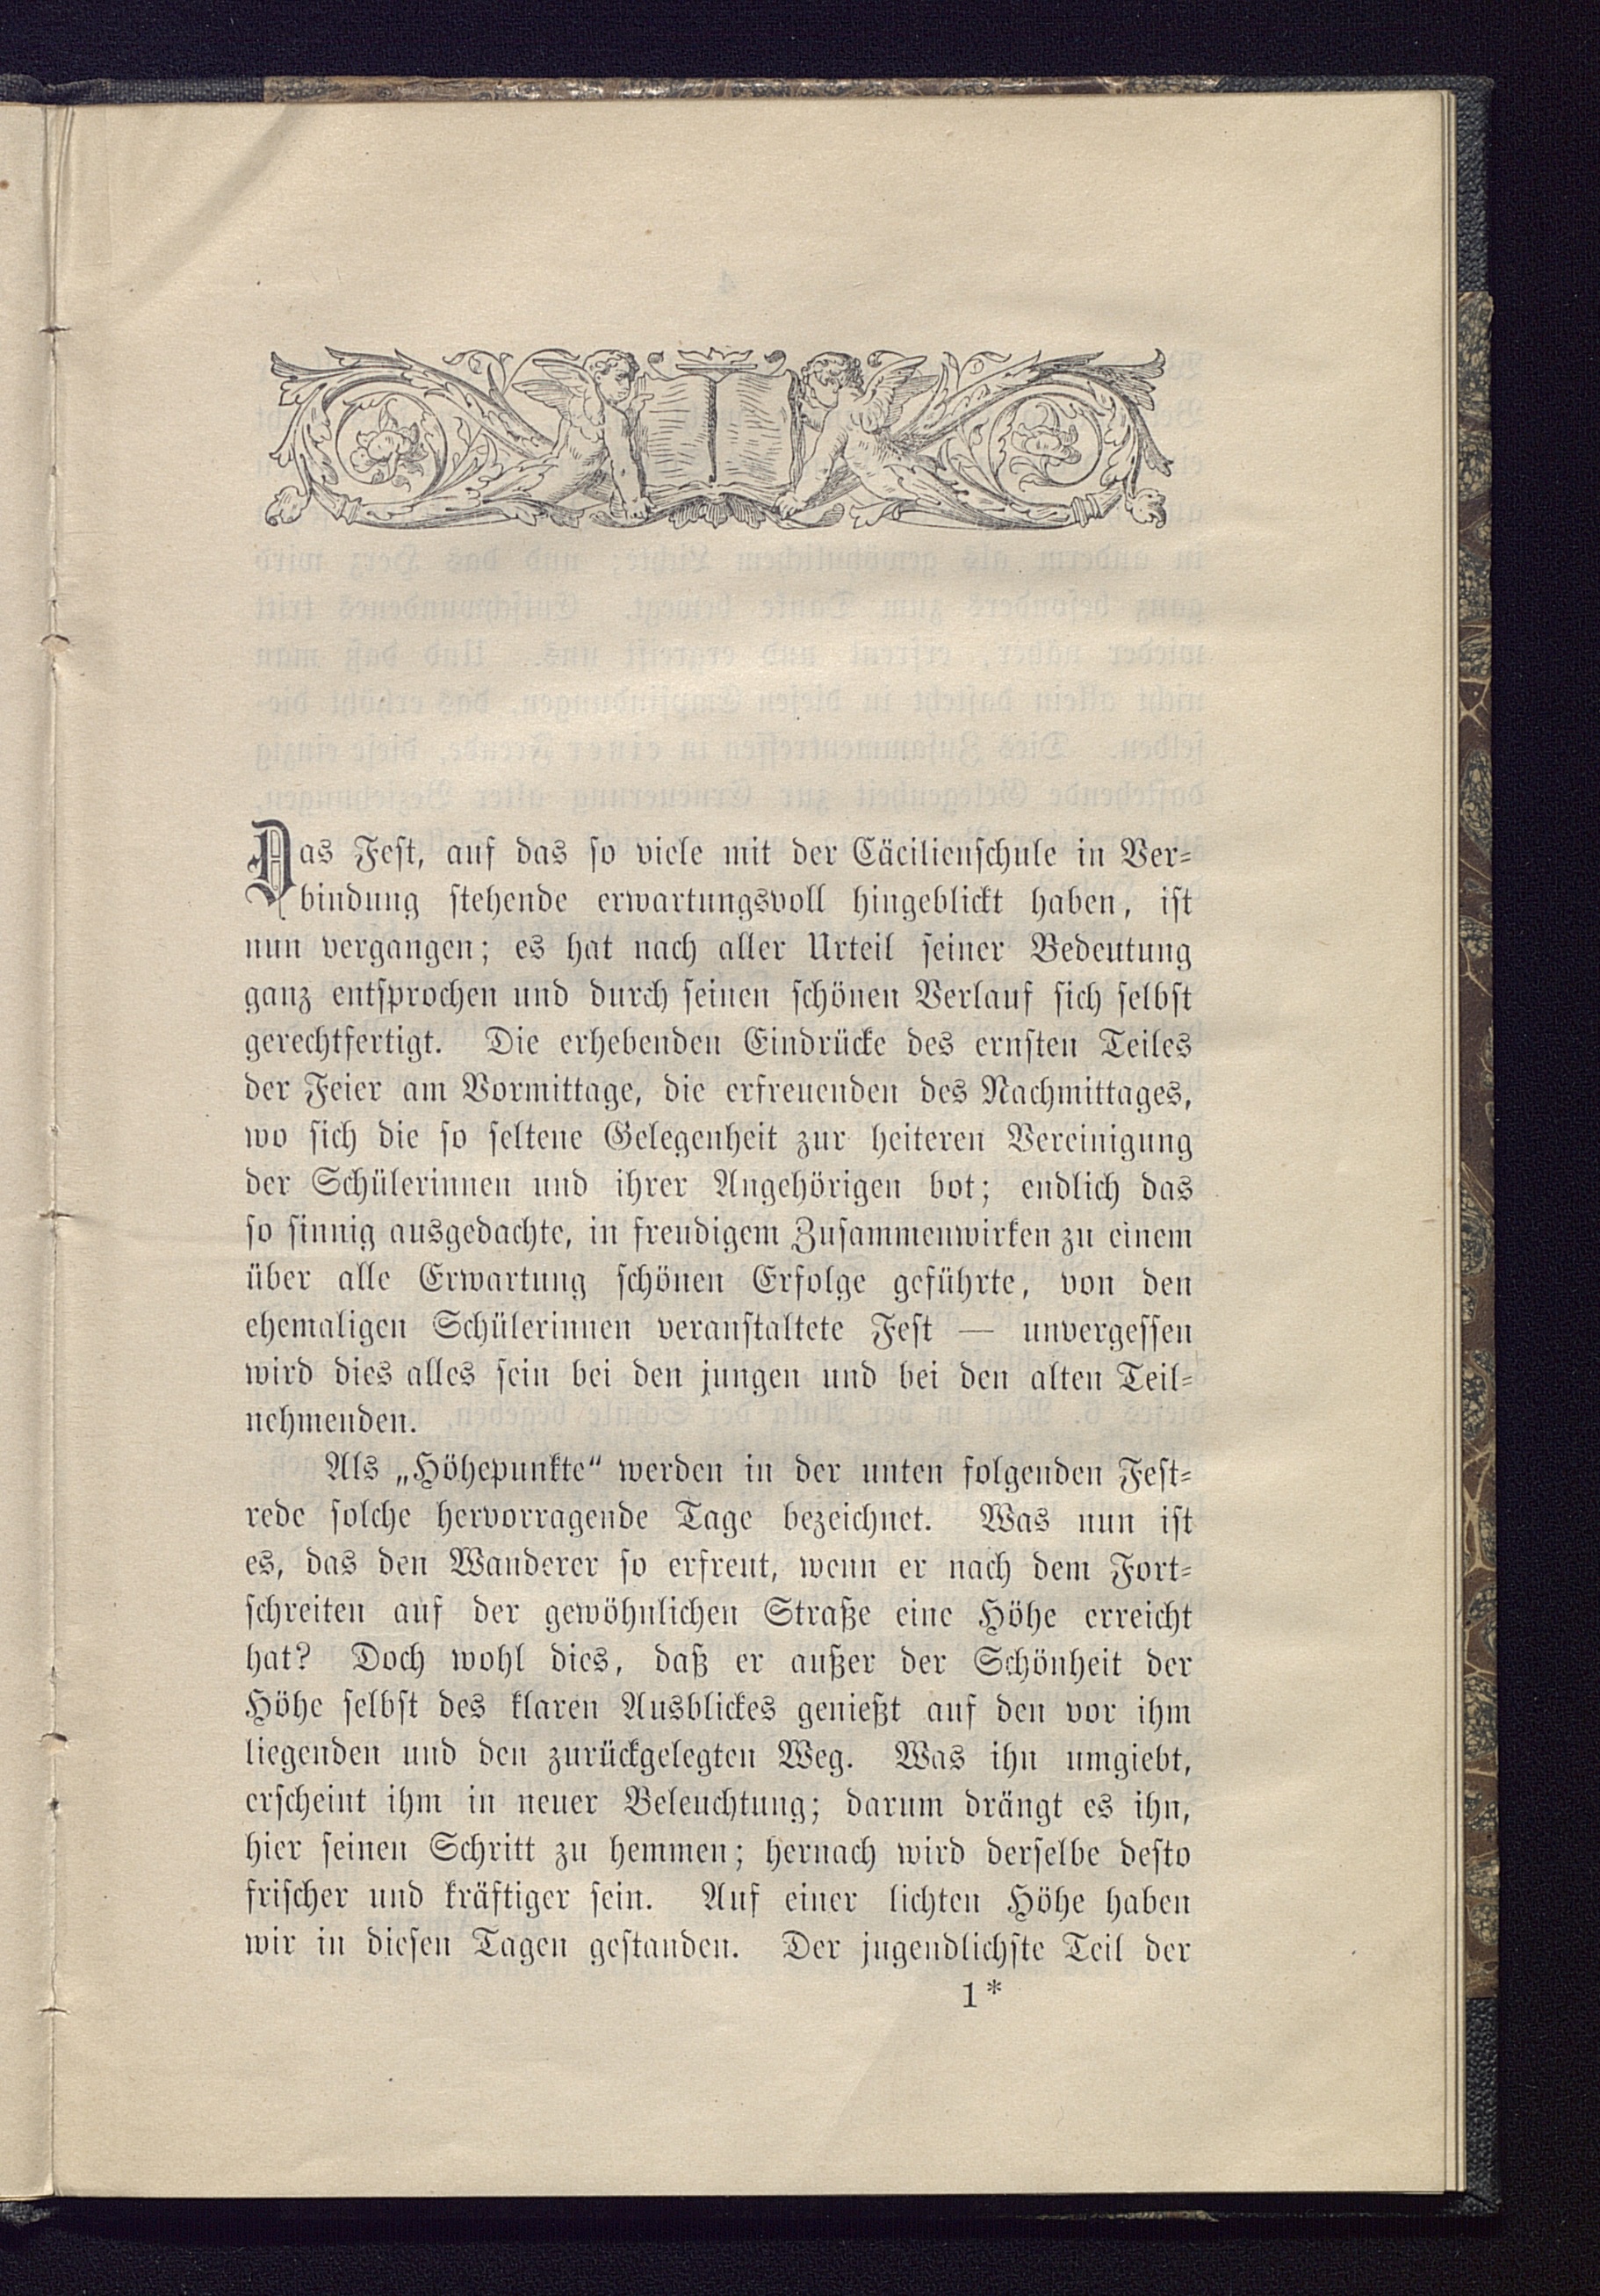 Das Fest, auf das so viele mit der Cäcilienschule in Ver-
bindung stehende erwartungsvoll hingeblickt haben, ist
nun vergangen; es hat nach aller Urteil seiner Bedeutung
ganz entsprochen und durch seinen schönen Verlauf sich selbst
gerechtfertigt. Die erhebenden Eindrücke des ernsten Teiles
der Feier am Vormittage, die erfreuenden des Nachmittages,
wo sich die so seltene Gelegenheit zur heiteren Vereinigung
der Schülerinnen und ihrer Angehörigen bot; endlich das
so sinnig ausgedachte, in freudigem Zusammenwirken zu einem
über alle Erwartung schönen Erfolge geführte, von den
ehemaligen Schülerinnen veranstaltete Fest — unvergessen
wird dies alles sein bei den jungen und bei den alten Teil-
nehmenden.
Als „Höhepunkte“ werden in der unten folgenden Fest-
rede solche hervorragende Tage bezeichnet. Was nun ist
es, das den Wanderer so erfreut, wenn er nach dem Fort-
schreiten auf der gewöhnlichen Straße eine Höhe erreicht
hat? Doch wohl dies, daß er außer der Schönheit der
Höhe selbst des klaren Ausblickes genießt auf den vor ihm
liegenden und den zurückgelegten Weg. Was ihn umgiebt,
erscheint ihm in neuer Beleuchtung; darum drängt es ihn,
hier seinen Schritt zu hemmen; hernach wird derselbe desto
frischer und kräftiger sein. Auf einer lichten Höhe haben
wir in diesen Tagen gestanden. Der jugendlichste Teil der
1*